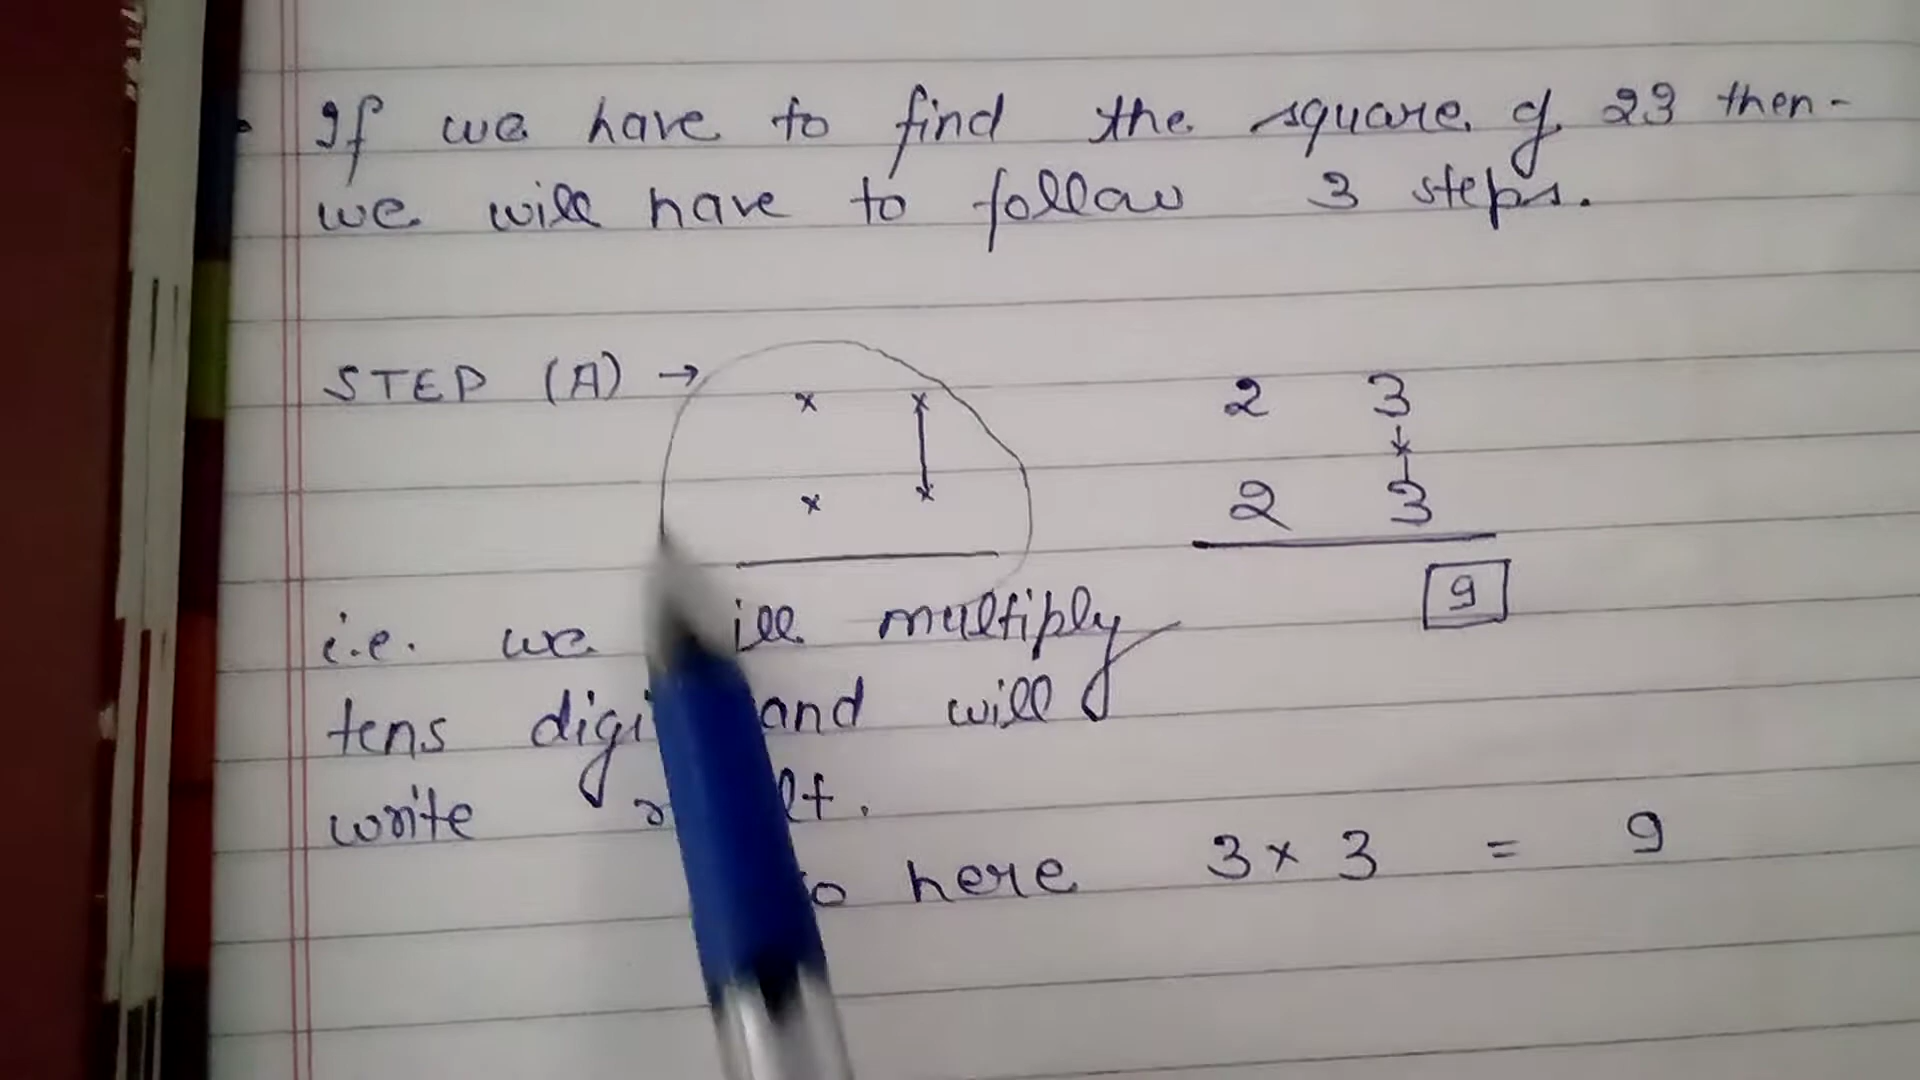 If we have to find the square of 23 then-
we will have to follow 3 steps.
STEP (A) → x x 2 3
x x 2 3
9
i.e. we multiply
tens and will
write
here 3 x 3 = 9